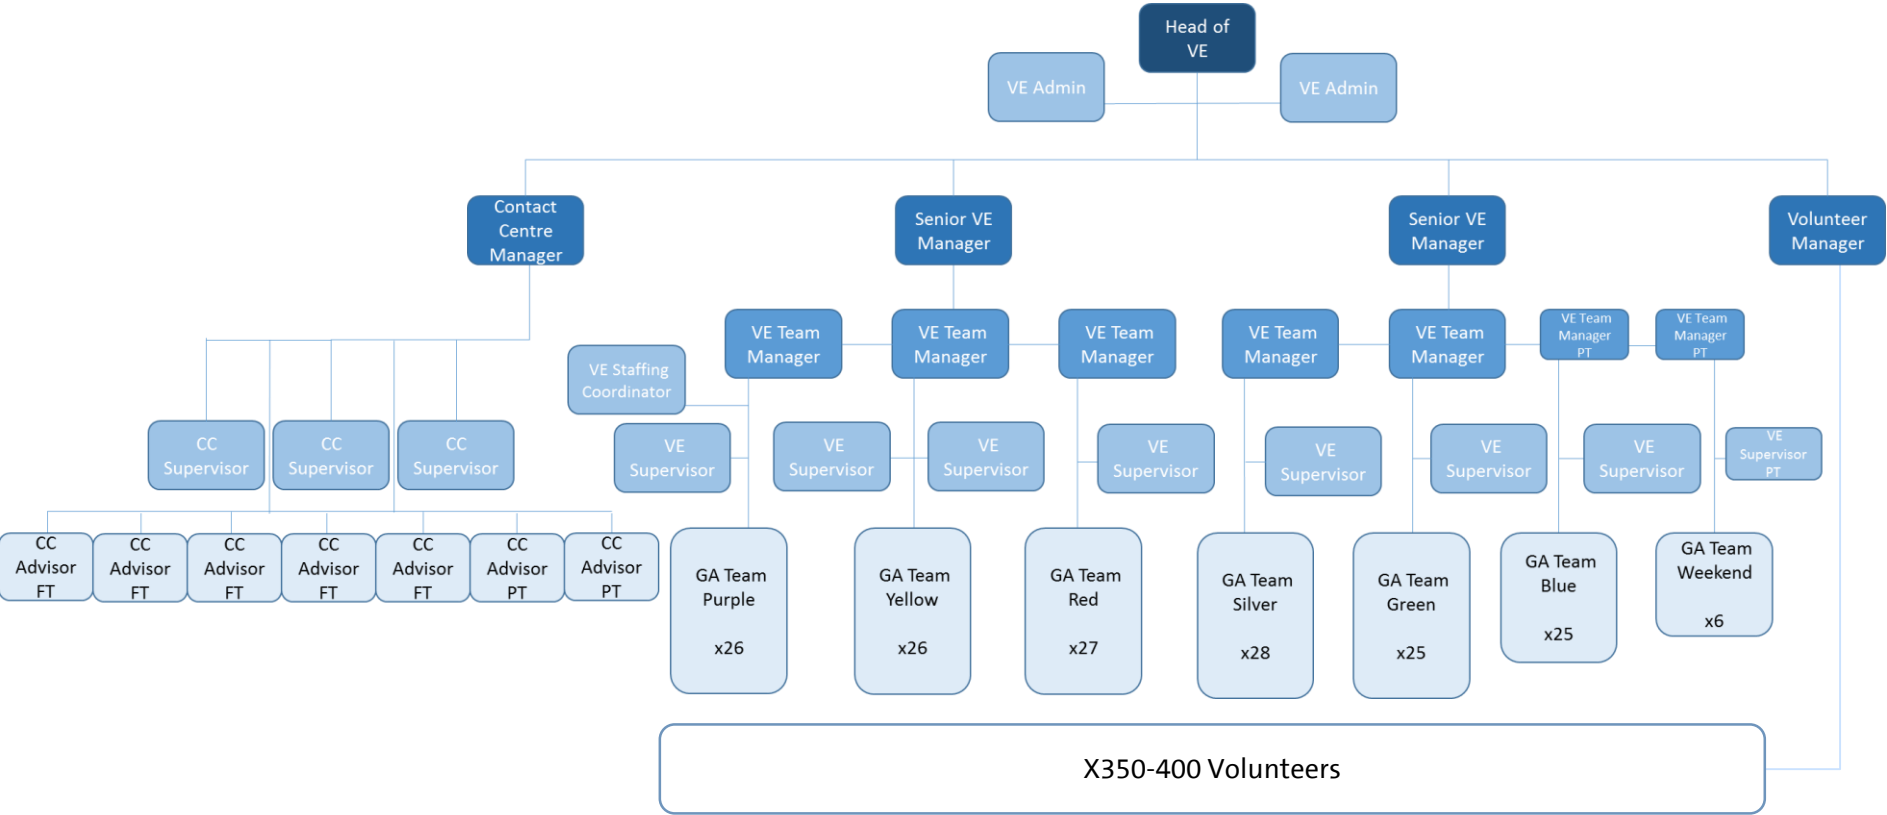 Head of
VE
VE Admin
VE Admin
Contact
Centre
Manager
Senior VE
Manager
Senior VE
Manager
Volunteer
Manager
VE Team
Manager
VE Team
Manager
VE Team
Manager
VE Team
Manager
VE Team
Manager
VE Team
Manager
PT
VE Team
Manager
PT
VE Staffing
Coordinator
CC
Supervisor
CC
Supervisor
CC
Supervisor
VE
Supervisor
VE
Supervisor
VE
Supervisor
VE
Supervisor
VE
Supervisor
VE
Supervisor
VE
Supervisor
VE
Supervisor
PT
CC
Advisor
FT
CC
Advisor
FT
CC
Advisor
FT
CC
Advisor
FT
CC
Advisor
FT
CC
Advisor
PT
CC
Advisor
PT
GA Team
Purple
x26
GA Team
Yellow
x26
GA Team
Red
x27
GA Team
Silver
x28
GA Team
Green
x25
GA Team
Blue
x25
GA Team
Weekend
x6
X350-400 Volunteers